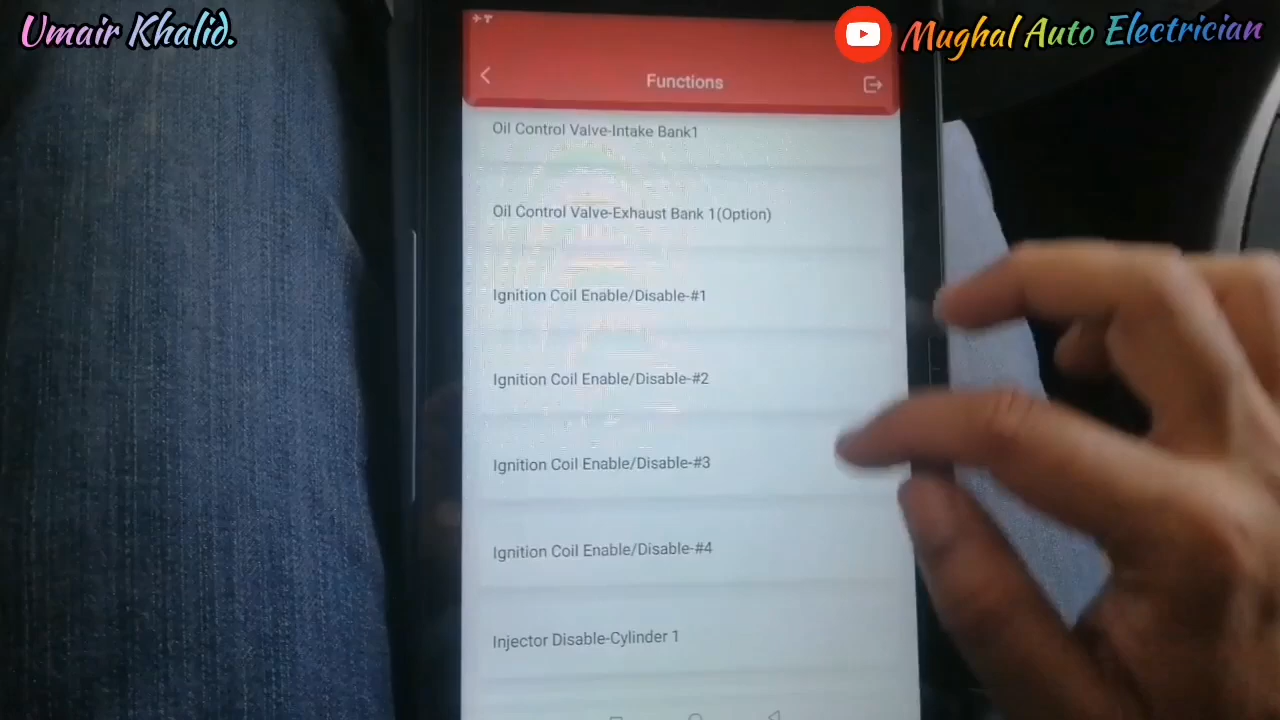 Umair Khalid.
Mughal Auto Electrician
Functions
Oil Control Valve-Intake Bank1
Oil Control Valve-Exhaust Bank 1(Option)
Ignition Coil Enable/Disable-#1
Ignition Coil Enable/Disable-#2
Ignition Coil Enable/Disable-#3
Ignition Coil Enable/Disable-#4
Injector Disable-Cylinder 1